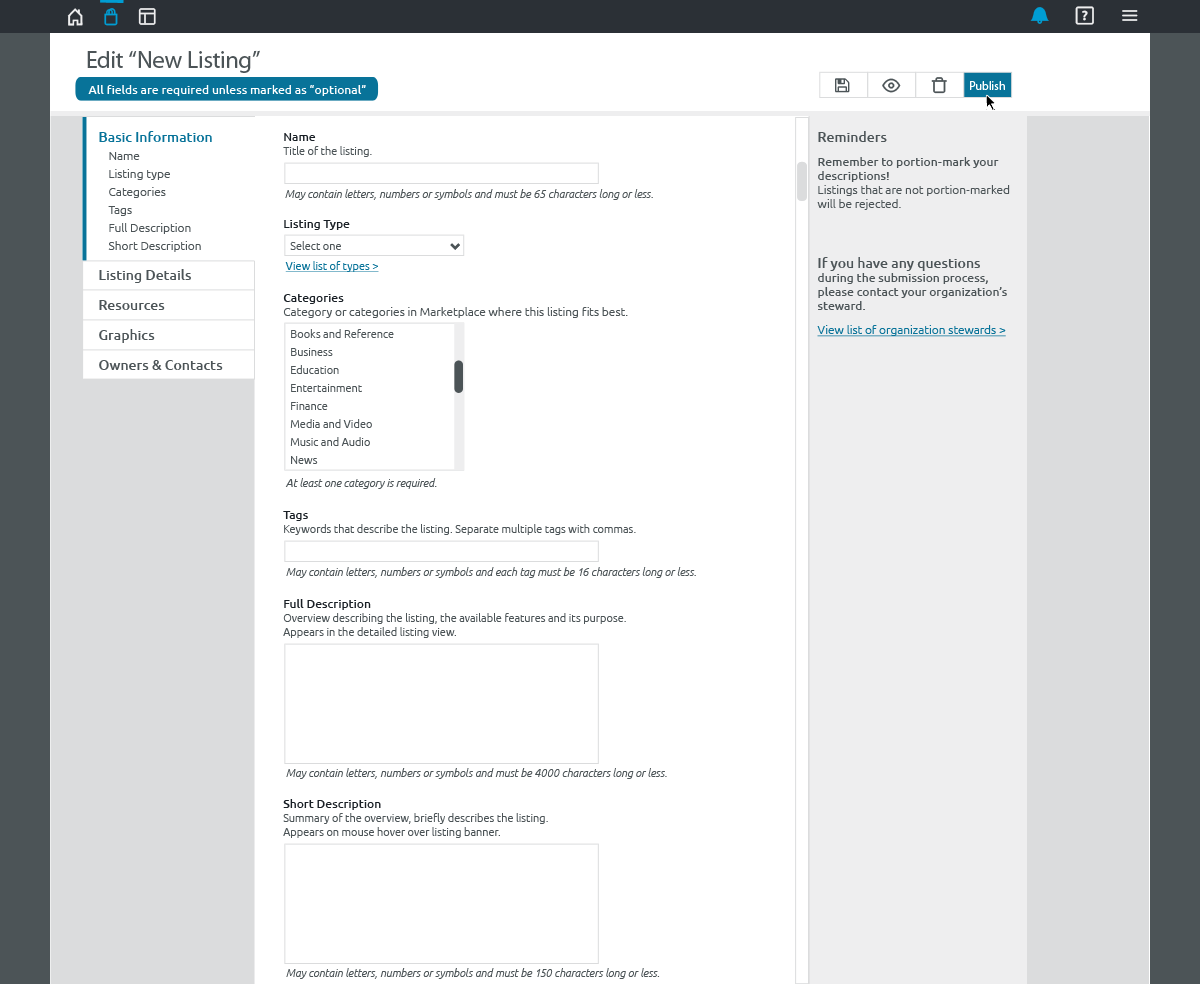 ?
Edit “New Listing”
All fields are required unless marked as “optional”
Publish
Basic Information
Name
Listing type
Categories
Tags
Full Description
Short Description
Listing Details
Resources
Graphics
Owners & Contacts
Name
Title of the listing.
May contain letters, numbers or symbols and must be 65 characters long or less.
Listing Type
Select one
View list of types >
Categories
Category or categories in Marketplace where this listing fits best.
Books and Reference
Business
Education
Entertainment
Finance
Media and Video
Music and Audio
News
At least one category is required.
Tags
Keywords that describe the listing. Separate multiple tags with commas.
May contain letters, numbers or symbols and each tag must be 16 characters long or less.
Full Description
Overview describing the listing, the available features and its purpose.
Appears in the detailed listing view.
May contain letters, numbers or symbols and must be 4000 characters long or less.
Short Description
Summary of the overview, briefly describes the listing.
Appears on mouse hover over listing banner.
May contain letters, numbers or symbols and must be 150 characters long or less.
Reminders
Remember to portion-mark your
descriptions!
Listings that are not portion-marked
will be rejected.
If you have any questions
during the submission process,
please contact your organization’s
steward.
View list of organization stewards >